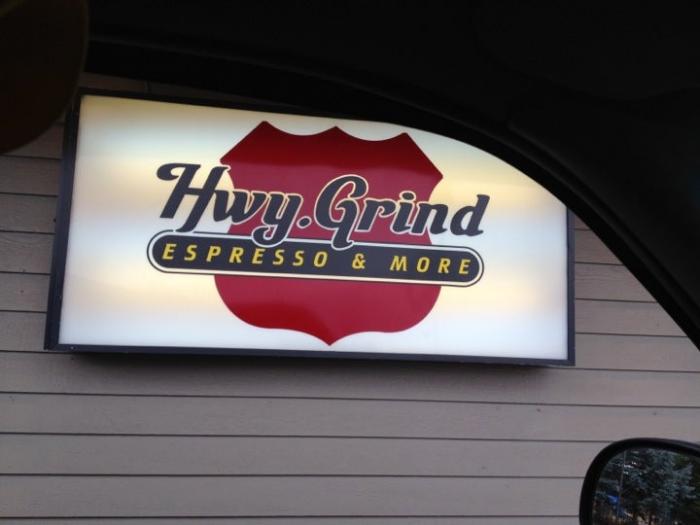 Hwy. Grind
ESPRESSO & MORE